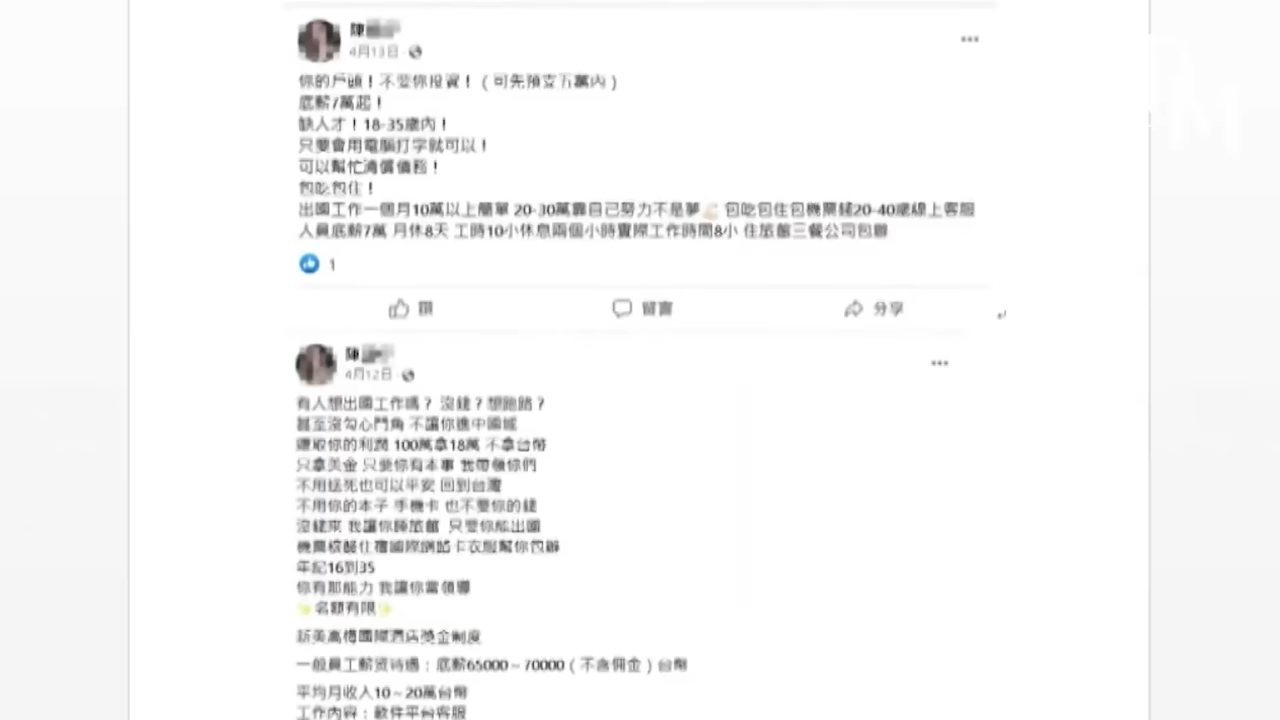 陳
4月13日
你的戶頭！不要你投資！（可先預支五萬內）
底薪7萬起！
缺人才！18-35歲內！
只要會用電腦打字就可以！
可以幫忙清償債務！
包吃包住！
出國工作一個月10萬以上簡單 20-30萬靠自己努力不是夢 包吃包住包機票錢20-40歲線上客服
人員底薪7萬 月休8天 工時10小休息兩個小時實際工作時間8小 住旅館三餐公司包辦
1
讚 留言 分享
陳
4月12日
有人想出國工作嗎？ 沒錢？想跑路？
甚至沒勾心鬥角 不讓你進中國城
賺取你的利潤 100萬拿18萬 不拿台幣
只拿美金 只要你有本事 我帶領你們
不用送死也可以平安 回到台灣
不用你的本子 手機卡 也不要你的錢
沒錢來 我讓你睡旅館 只要你能出國
機票核酸住宿國際網路卡衣服幫你包辦
年紀16到35
你有那能力 我讓你當領導
名額有限
新美高梅國際酒店獎金制度
一般員工薪資待遇：底薪65000~70000（不含佣金）台幣
平均月收入10~20萬台幣
工作內容：軟件平台客服